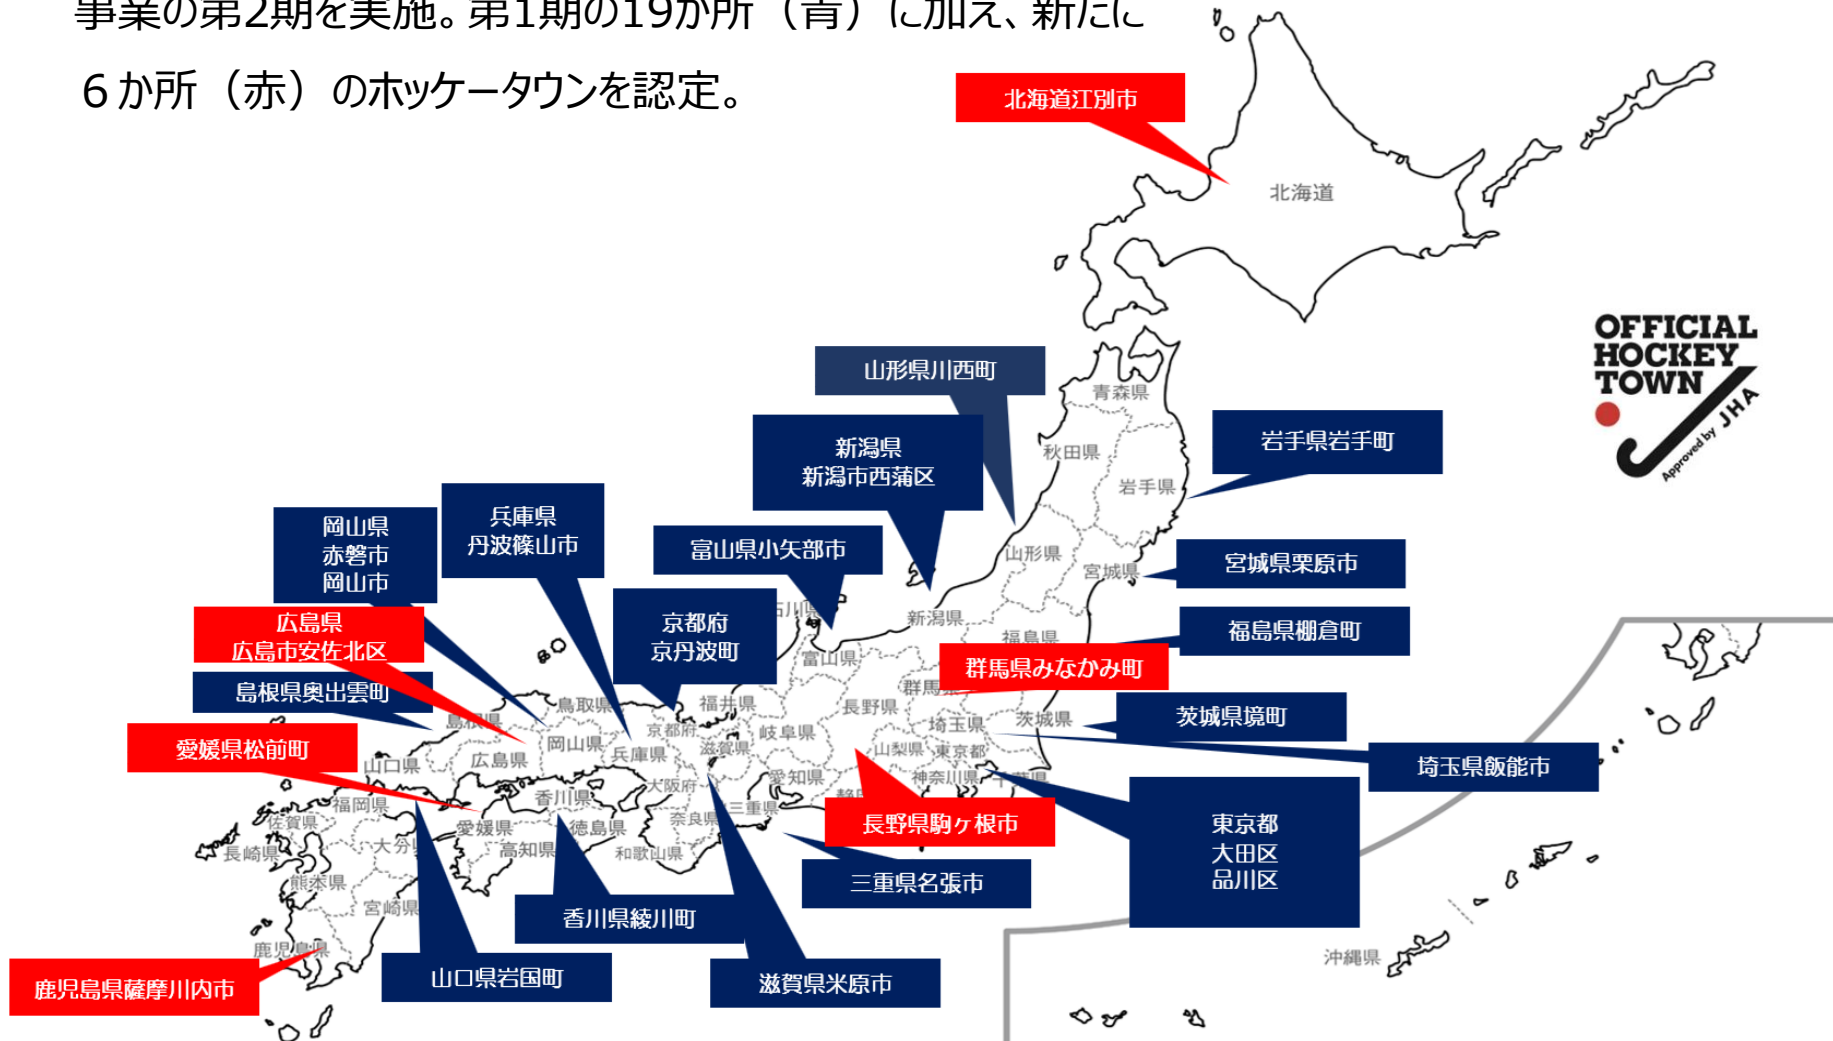 事業の第2期を実施。第1期の19か所（青）に加え、新たに
６か所（赤）のホッケータウンを認定。
北海道江別市
北海道
OFFICIAL
HOCKEY
TOWN
Approved by JHA
山形県川西町
青森県
新潟県
新潟市西蒲区
秋田県
岩手県岩手町
岩手県
岡山県
赤磐市
岡山市
兵庫県
丹波篠山市
富山県小矢部市
山形県
宮城県
宮城県栗原市
広島県
広島市安佐北区
京都府
京丹波町
新潟県
福島県
福島県棚倉町
富山県
群馬県みなかみ町
島根県奥出雲町
島根県
鳥取県
福井県
長野県
茨城県
茨城県境町
愛媛県松前町
山口県
広島県
岡山県
兵庫県
京都府
滋賀県
岐阜県
埼玉県
山梨県
東京都
埼玉県飯能市
福岡県
佐賀県
香川県
大阪府
愛知県
神奈川県
千葉県
長崎県
愛媛県
徳島県
奈良県
三重県
長野県駒ヶ根市
東京都
大田区
品川区
高知県
和歌山県
熊本県
三重県名張市
宮崎県
香川県綾川町
鹿児島県
沖縄県
鹿児島県薩摩川内市
山口県岩国町
滋賀県米原市